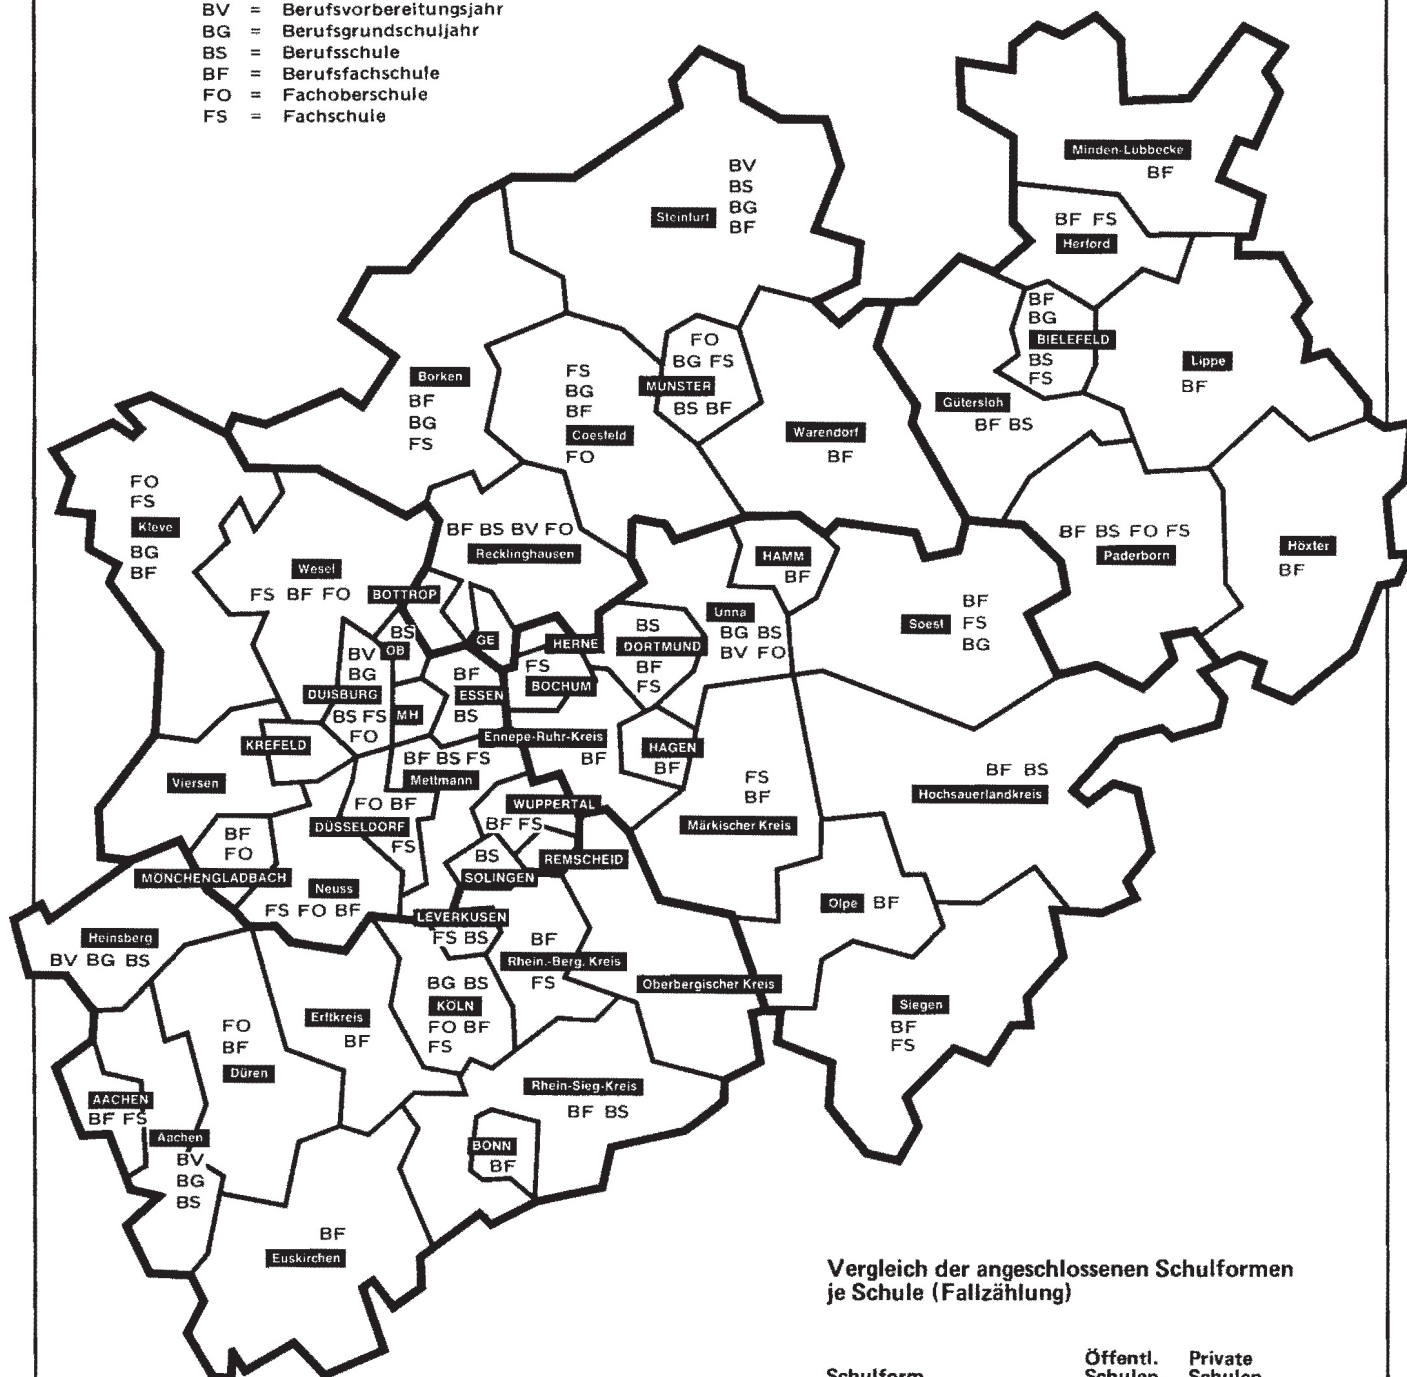 BV = Berufsvorbereitungsjahr
BG = Berufsgrundschuljahr
BS = Berufsschule
BF = Berufsfachschule
FO = Fachoberschule
FS = Fachschule
Minden-Lübbecke
BF
BF FS
Herford
Steinfurt
BV
BS
BG
BF
BF
BG
BIELEFELD
BS
FS
Lippe
BF
Gütersloh
BF BS
FO
BG FS
MÜNSTER
BS BF
Warendorf
BF
Borken
BF
BG
FS
FS
BG
BF
Coesfeld
FO
FO
FS
Kleve
BG
BF
Wesel
FS BF FO
BF BS BV FO
Recklinghausen
BOTTROP
BS
OB
GE
HERNE
FS
BOCHUM
BS
DORTMUND
BF
FS
Unna
BG BS
BV FO
HAMM
BF
Soest
BF
FS
BG
BF BS FO FS
Paderborn
Höxter
BF
BV
BG
DUISBURG
BS FS
FO
MH
BF
ESSEN
BS
KREFELD
Viersen
Ennepe-Ruhr-Kreis
BF
HAGEN
BF
FS
BF
Märkischer Kreis
BF BS
Hochsauerlandkreis
BF BS FS
Mettmann
FO BF
DÜSSELDORF
FS
WUPPERTAL
BF FS
REMSCHEID
BS
SOLINGEN
BF
FO
MÖNCHENGLADBACH
Neuss
FS FO BF
LEVERKUSEN
FS BS
BF
Rhein.-Berg. Kreis
FS
Oberbergischer Kreis
Olpe BF
Siegen
BF
FS
Heinsberg
BV BG BS
BG BS
KÖLN
FO BF
FS
Erftkreis
BF
FO
BF
Düren
AACHEN
BF FS
Aachen
BV
BG
BS
Rhein-Sieg-Kreis
BF BS
BONN
BF
BF
Euskirchen
Vergleich der angeschlossenen Schulformen
je Schule (Fallzählung)
Öffentl. Private
Schulform Schulen Schulen